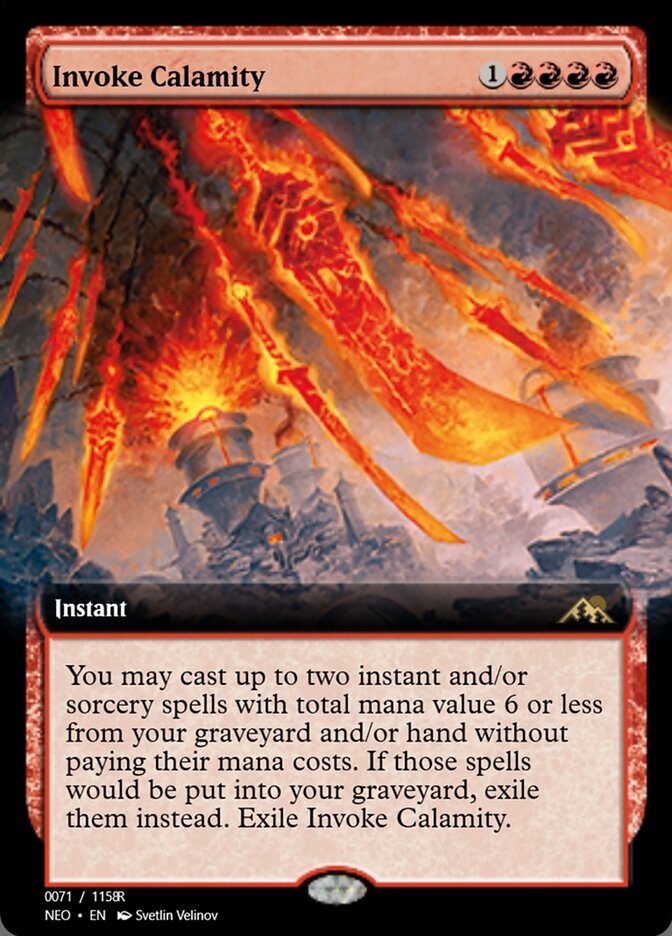 Invoke Calamity
1
Instant
You may cast up to two instant and/or
sorcery spells with total mana value 6 or less
from your graveyard and/or hand without
paying their mana costs. If those spells
would be put into your graveyard, exile
them instead. Exile Invoke Calamity.
0071 / 1158R
NEO • EN Svetlin Velinov